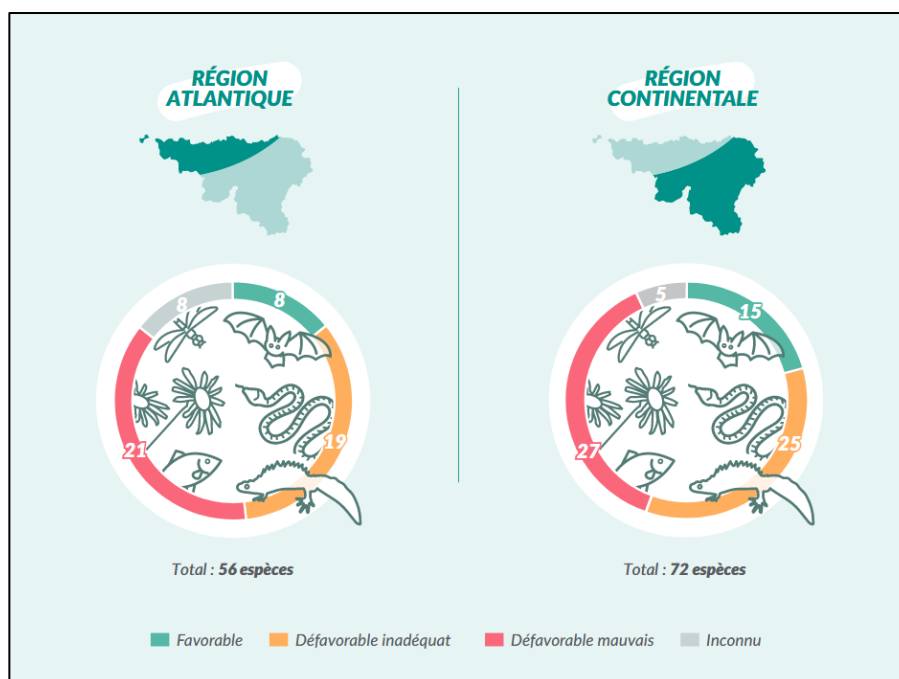 RÉGION
ATLANTIQUE
8
8
19
21
Total : 56 espèces
RÉGION
CONTINENTALE
5
15
25
27
Total : 72 espèces
Favorable
Défavorable inadéquat
Défavorable mauvais
Inconnu